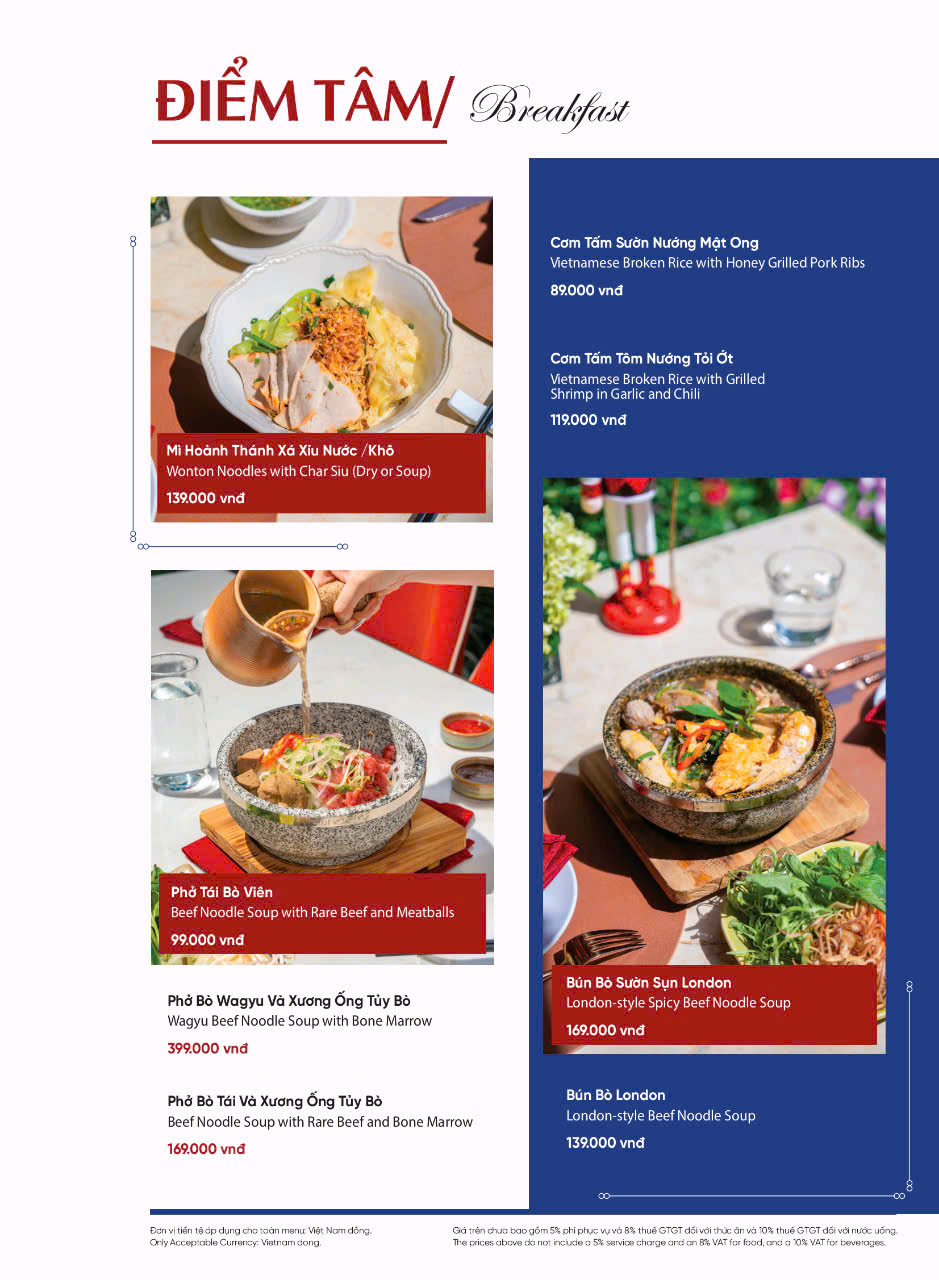 ĐIỂM TÂM/ Breakfast
Mì Hoành Thánh Xá Xíu Nước /Khô
Wonton Noodles with Char Siu (Dry or Soup)
139.000 vnđ
Phở Tái Bò Viên
Beef Noodle Soup with Rare Beef and Meatballs
99.000 vnđ
Phở Bò Wagyu Và Xương Ống Tủy Bò
Wagyu Beef Noodle Soup with Bone Marrow
399.000 vnđ
Phở Bò Tái Và Xương Ống Tủy Bò
Beef Noodle Soup with Rare Beef and Bone Marrow
169.000 vnđ
Cơm Tấm Sườn Nướng Mật Ong
Vietnamese Broken Rice with Honey Grilled Pork Ribs
89.000 vnđ
Cơm Tấm Tôm Nướng Tỏi Ớt
Vietnamese Broken Rice with Grilled
Shrimp in Garlic and Chili
119.000 vnđ
Bún Bò Sườn Sụn London
London-style Spicy Beef Noodle Soup
169.000 vnđ
Bún Bò London
London-style Beef Noodle Soup
139.000 vnđ
Đơn vị tiền tệ áp dụng cho toàn menu: Việt Nam đồng.
Only Acceptable Currency: Vietnam dong.
Giá trên chưa bao gồm 5% phí phục vụ và 8% thuế GTGT đối với thức ăn và 10% thuế GTGT đối với nước uống.
The prices above do not include a 5% service charge and an 8% VAT for food, and a 10% VAT for beverages.